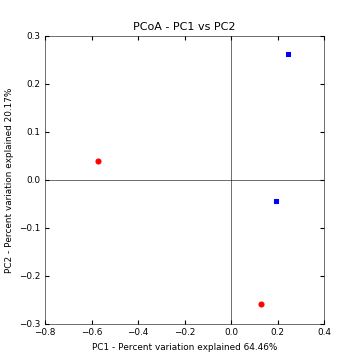 PCoA - PC1 vs PC2
0.3
0.2
0.1
0.0
−0.1
−0.2
−0.3
PC2 - Percent variation explained 20.17%
−0.8 −0.6 −0.4 −0.2 0.0 0.2 0.4
PC1 - Percent variation explained 64.46%